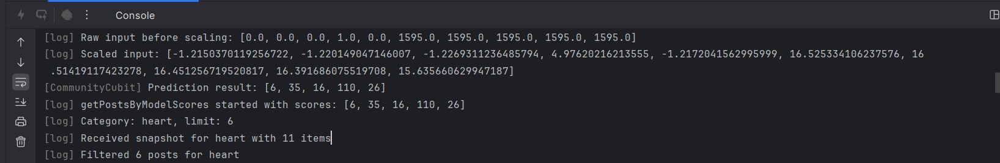 Console
[log] Raw input before scaling: [0.0, 0.0, 0.0, 1.0, 0.0, 1595.0, 1595.0, 1595.0, 1595.0, 1595.0]
[log] Scaled input: [-1.2150370119256722, -1.220149047146007, -1.2269311236485794, 4.97620216213555, -1.2172041562995999, 16.525334106237576, 16
.51419117423278, 16.451256719520817, 16.391686075519708, 15.635660629947187]
[CommunityCubit] Prediction result: [6, 35, 16, 110, 26]
[log] getPostsByModelScores started with scores: [6, 35, 16, 110, 26]
[log] Category: heart, limit: 6
[log] Received snapshot for heart with 11 items
[log] Filtered 6 posts for heart